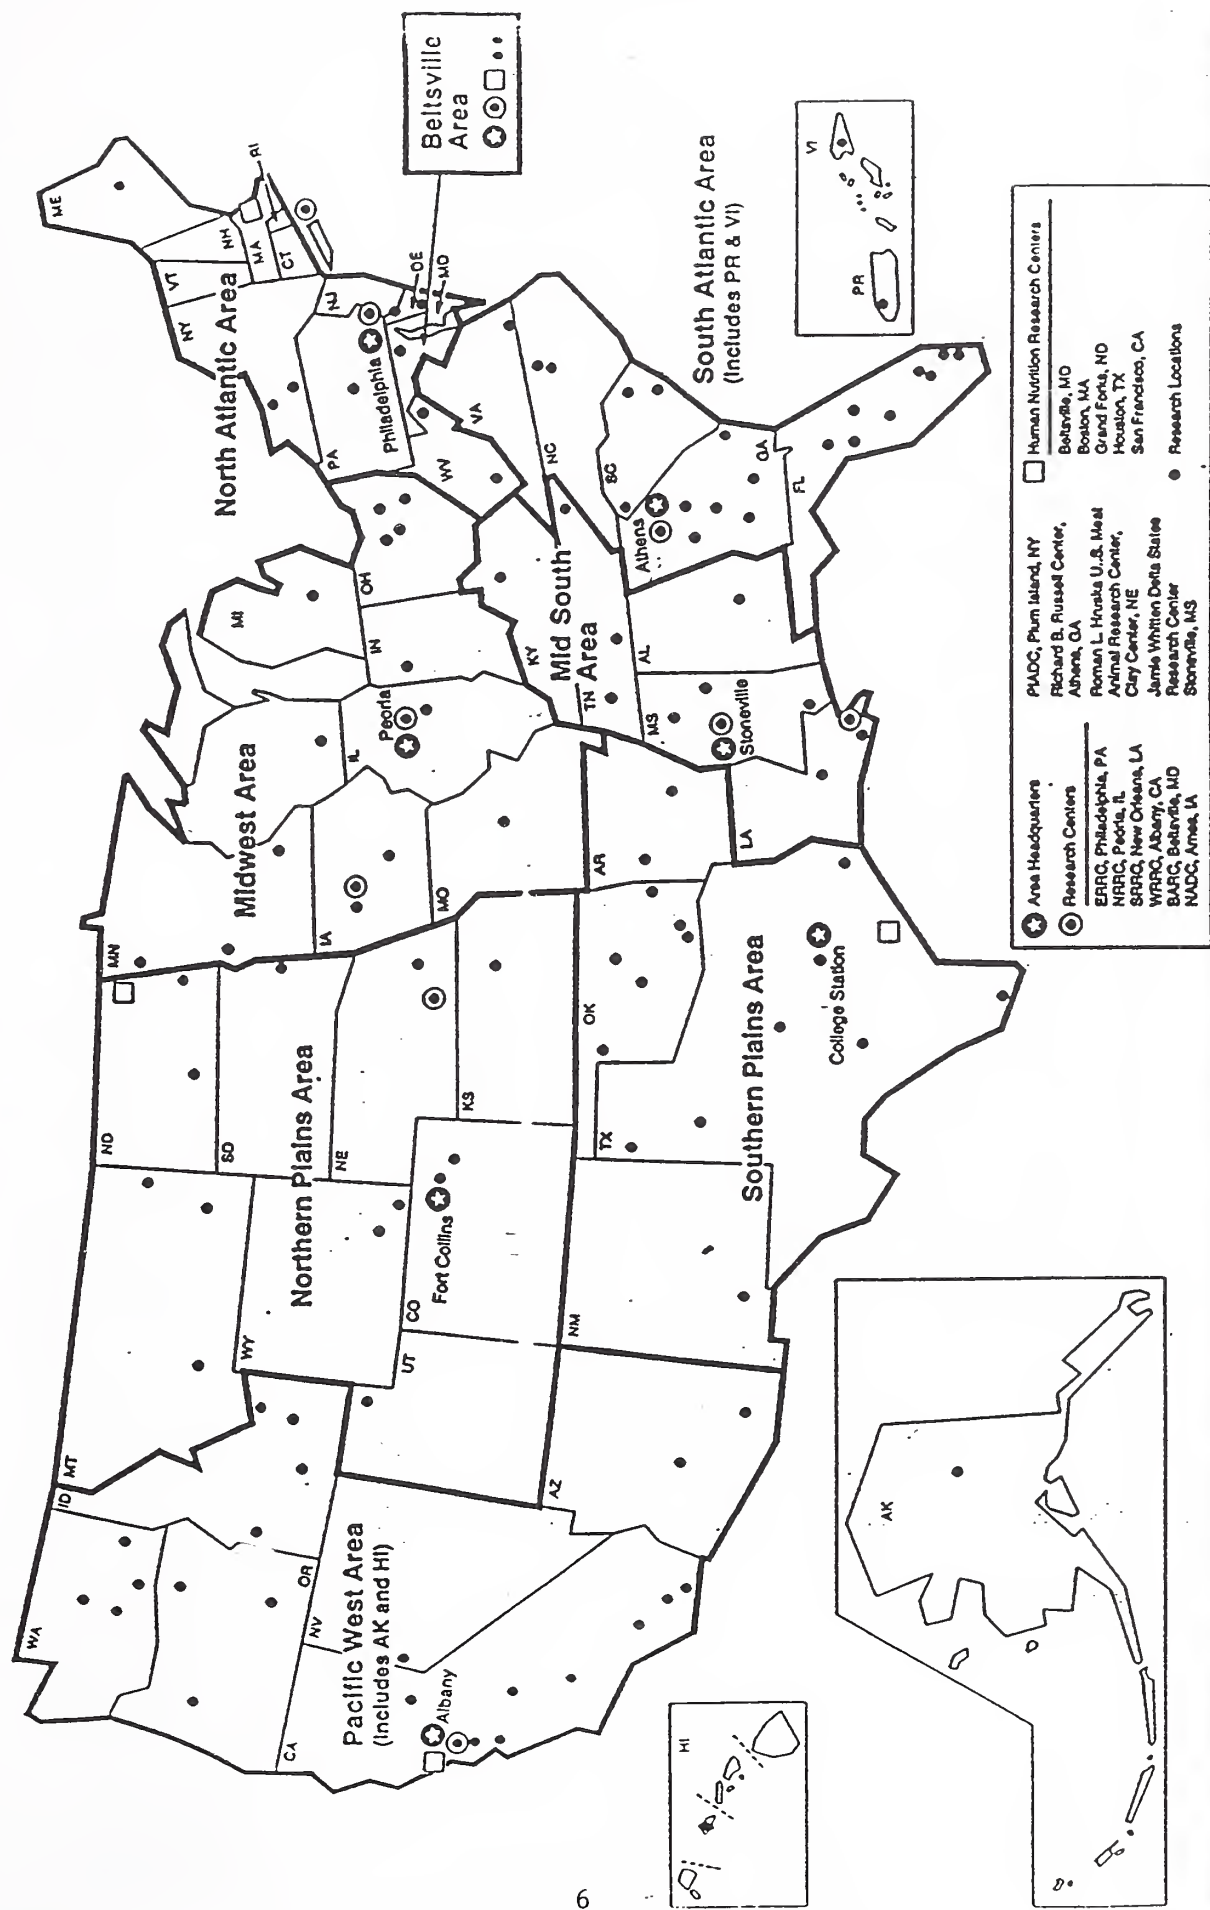 WA
MT
ND
MN
ME
VT
NH
NY
MA
RI
CT
NJ
North Atlantic Area
Beltsville
Area
ID
OR
WY
SD
Midwest Area
MI
PA
Philadelphia
DE
MD
NV
CA
Pacific West Area
(Includes AK and HI)
Albany
UT
CO
Northern Plains Area
Fort Collins
NE
KS
IA
MO
IL
Peoria
IN
OH
WV
VA
KY
TN
Mid South
Area
NC
SC
South Atlantic Area
(Includes PR & VI)
AZ
NM
TX
OK
AR
LA
MS
Stoneville
AL
Athens
GA
FL
Southern Plains Area
College Station
HI
AK
PR
VI
Area Headquarters
Research Centers
ERRC, Philadelphia, PA
NRRC, Peoria, IL
SRRC, New Orleans, LA
WRRC, Albany, CA
BARC, Beltsville, MD
NADC, Ames, IA
PIADC, Plum Island, NY
Richard B. Russell Center,
Athens, GA
Roman L. Hruska U.S. Meat
Animal Research Center,
Clay Center, NE
Jamie Whitten Delta States
Research Center
Stoneville, MS
Human Nutrition Research Centers
Beltsville, MD
Boston, MA
Grand Forks, ND
Houston, TX
San Francisco, CA
Research Locations
6